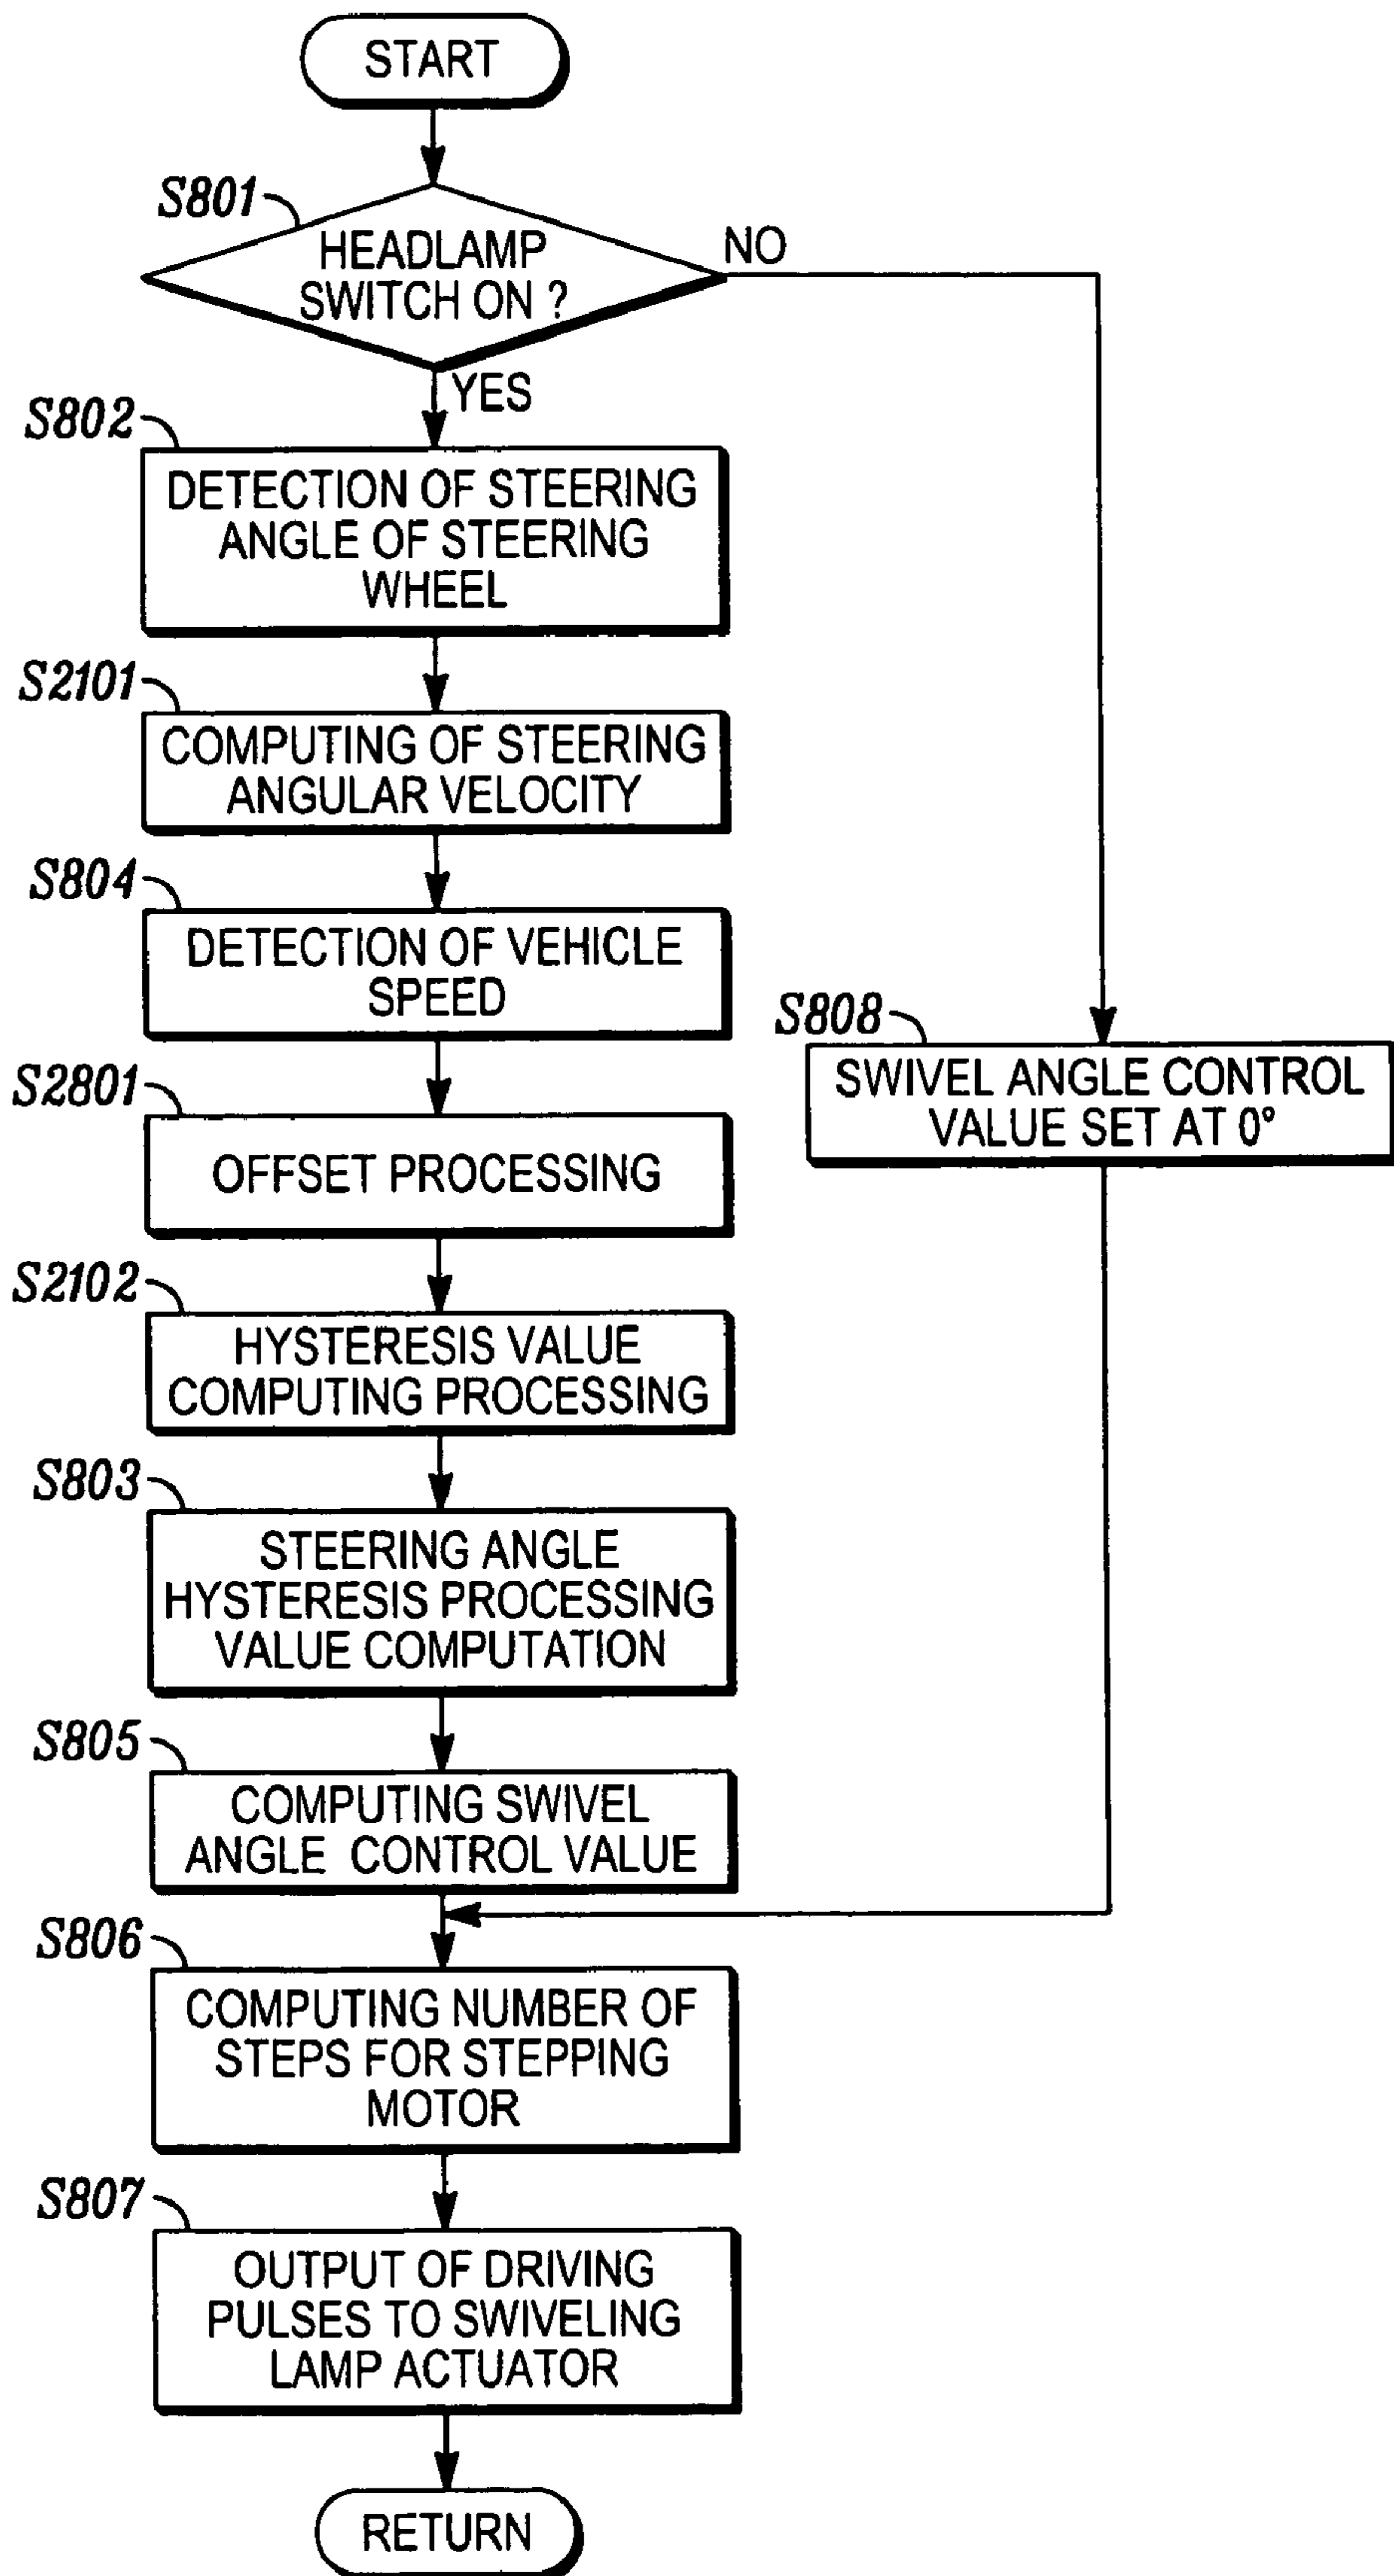 START
S801
HEADLAMP
SWITCH ON ?
NO
YES
S802
DETECTION OF STEERING
ANGLE OF STEERING
WHEEL
S2101
COMPUTING OF STEERING
ANGULAR VELOCITY
S804
DETECTION OF VEHICLE
SPEED
S808
SWIVEL ANGLE CONTROL
VALUE SET AT 0°
S2801
OFFSET PROCESSING
S2102
HYSTERESIS VALUE
COMPUTING PROCESSING
S803
STEERING ANGLE
HYSTERESIS PROCESSING
VALUE COMPUTATION
S805
COMPUTING SWIVEL
ANGLE CONTROL VALUE
S806
COMPUTING NUMBER OF
STEPS FOR STEPPING
MOTOR
S807
OUTPUT OF DRIVING
PULSES TO SWIVELING
LAMP ACTUATOR
RETURN